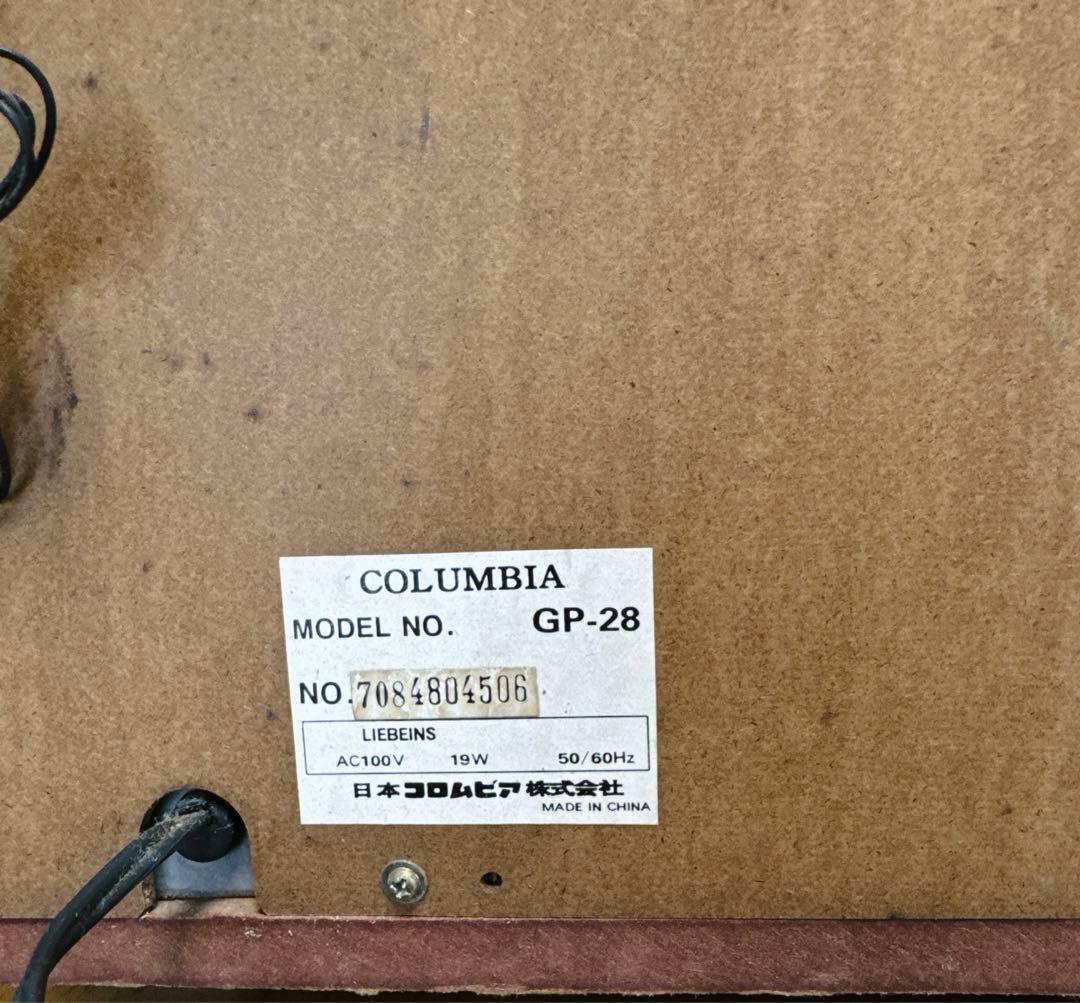 COLUMBIA
MODEL NO. GP-28
NO. 7084804506
LIEBEINS
AC100V 19W 50/60Hz
日本コロムビア株式会社
MADE IN CHINA